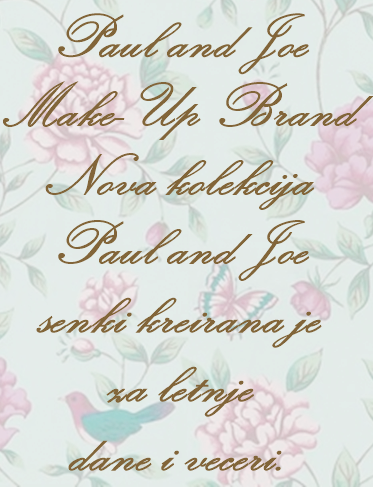 Paul and Joe
Make-Up Brand
Nova kolekcija
Paul and Joe
senki kreirana je
za letnje
dane i veceri.